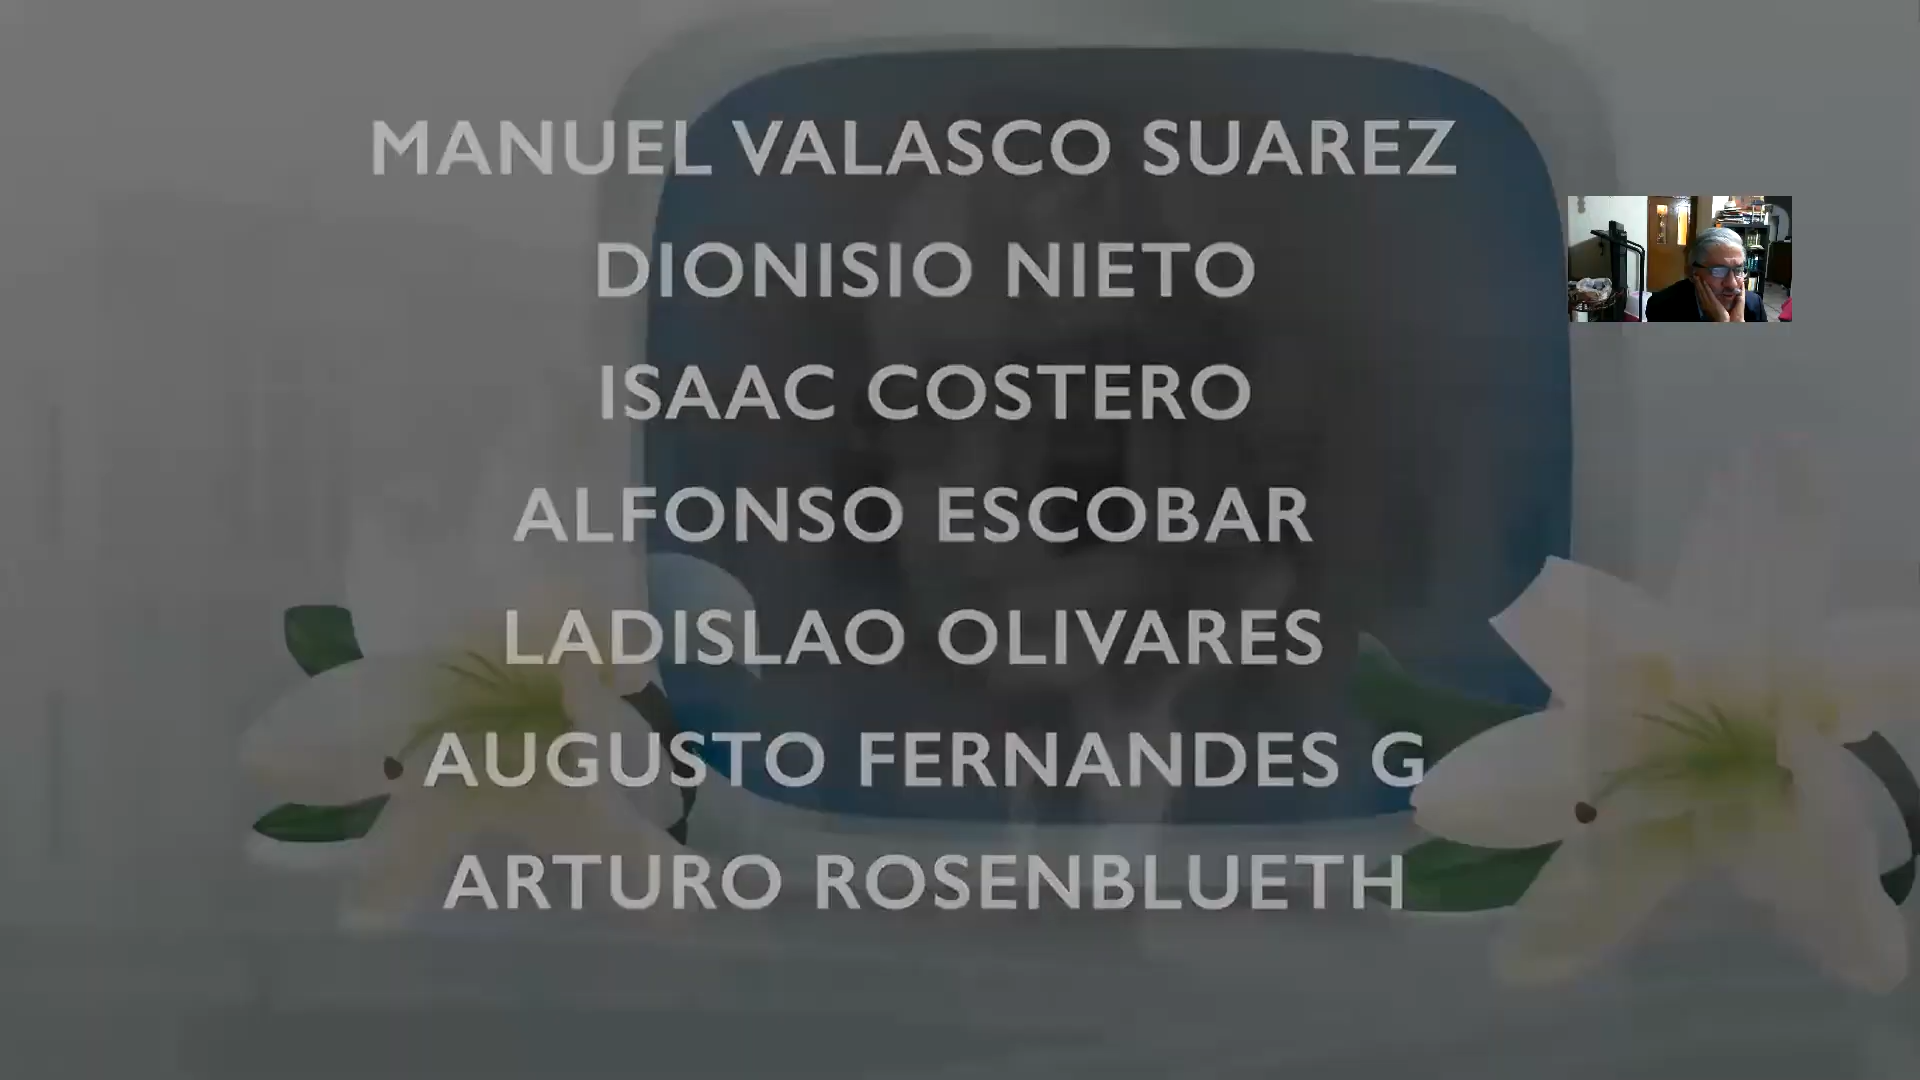 MANUEL VALASCO SUAREZ
DIONISIO NIETO
ISAAC COSTERO
ALFONSO ESCOBAR
LADISLAO OLIVARES
AUGUSTO FERNANDES G
ARTURO ROSENBLUETH